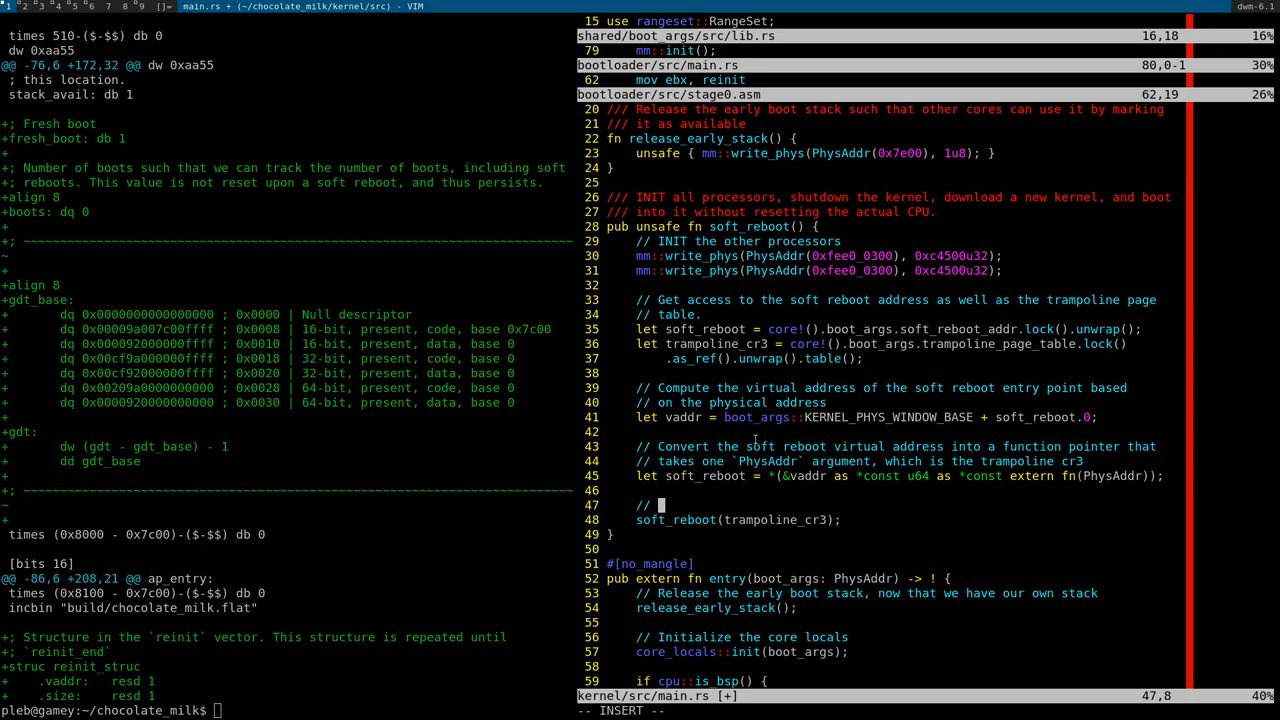 1 2 3 4 5 6 7 8 9 []= main.rs + (~/chocolate_milk/kernel/src) - VIM dwm-6.1
times 510-($-$$) db 0
dw 0xaa55
@@ -76,6 +172,32 @@ dw 0xaa55
; this location.
stack_avail: db 1
+; Fresh boot
+fresh_boot: db 1
+
+; Number of boots such that we can track the number of boots, including soft
+; reboots. This value is not reset upon a soft reboot, and thus persists.
+align 8
+boots: dq 0
+
+; ~~~~~~~~~~~~~~~~~~~~~~~~~~~~~~~~~~~~~~~~~~~~~~~~~~~~~~~~~~~~~~~~~~~~~~~~~~~
~
+
+align 8
+gdt_base:
+ dq 0x0000000000000000 ; 0x0000 | Null descriptor
+ dq 0x00009a007c00ffff ; 0x0008 | 16-bit, present, code, base 0x7c00
+ dq 0x000092000000ffff ; 0x0010 | 16-bit, present, data, base 0
+ dq 0x00cf9a000000ffff ; 0x0018 | 32-bit, present, code, base 0
+ dq 0x00cf92000000ffff ; 0x0020 | 32-bit, present, data, base 0
+ dq 0x00209a0000000000 ; 0x0028 | 64-bit, present, code, base 0
+ dq 0x0000920000000000 ; 0x0030 | 64-bit, present, data, base 0
+
+gdt:
+ dw (gdt - gdt_base) - 1
+ dd gdt_base
+
+; ~~~~~~~~~~~~~~~~~~~~~~~~~~~~~~~~~~~~~~~~~~~~~~~~~~~~~~~~~~~~~~~~~~~~~~~~~~~
~
+
times (0x8000 - 0x7c00)-($-$$) db 0
[bits 16]
@@ -86,6 +208,21 @@ ap_entry:
times (0x8100 - 0x7c00)-($-$$) db 0
incbin "build/chocolate_milk.flat"
+; Structure in the `reinit` vector. This structure is repeated until
+; `reinit_end`
+struc reinit_struc
+ .vaddr: resd 1
+ .size: resd 1
pleb@gamey:~/chocolate_milk$
15 use rangeset::RangeSet;
shared/boot_args/src/lib.rs 16,18 16%
79 mm::init();
bootloader/src/main.rs 80,0-1 30%
62 mov ebx, reinit
bootloader/src/stage0.asm 62,19 26%
20 /// Release the early boot stack such that other cores can use it by marking
21 /// it as available
22 fn release_early_stack() {
23 unsafe { mm::write_phys(PhysAddr(0x7e00), 1u8); }
24 }
25
26 /// INIT all processors, shutdown the kernel, download a new kernel, and boot
27 /// into it without resetting the actual CPU.
28 pub unsafe fn soft_reboot() {
29 // INIT the other processors
30 mm::write_phys(PhysAddr(0xfee0_0300), 0xc4500u32);
31 mm::write_phys(PhysAddr(0xfee0_0300), 0xc4500u32);
32
33 // Get access to the soft reboot address as well as the trampoline page
34 // table.
35 let soft_reboot = core!().boot_args.soft_reboot_addr.lock().unwrap();
36 let trampoline_cr3 = core!().boot_args.trampoline_page_table.lock()
37 .as_ref().unwrap().table();
38
39 // Compute the virtual address of the soft reboot entry point based
40 // on the physical address
41 let vaddr = boot_args::KERNEL_PHYS_WINDOW_BASE + soft_reboot.0;
42
43 // Convert the soft reboot virtual address into a function pointer that
44 // takes one `PhysAddr` argument, which is the trampoline cr3
45 let soft_reboot = *(&vaddr as *const u64 as *const extern fn(PhysAddr));
46
47 //
48 soft_reboot(trampoline_cr3);
49 }
50
51 #[no_mangle]
52 pub extern fn entry(boot_args: PhysAddr) -> ! {
53 // Release the early boot stack, now that we have our own stack
54 release_early_stack();
55
56 // Initialize the core locals
57 core_locals::init(boot_args);
58
59 if cpu::is_bsp() {
kernel/src/main.rs [+] 47,8 40%
-- INSERT --